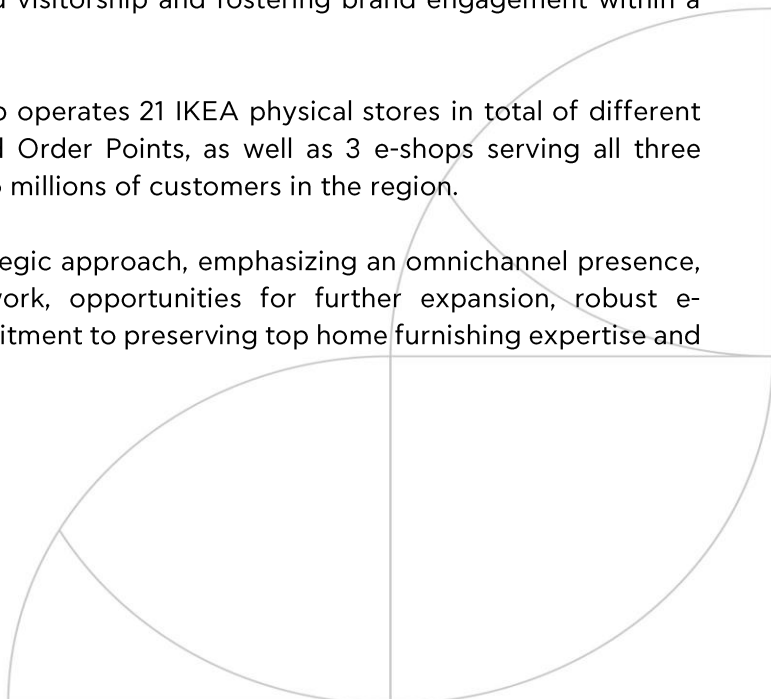 visitorship and fostering brand engagement within a
operates 21 IKEA physical stores in total of different
Order Points, as well as 3 e-shops serving all three
millions of customers in the region.
egic approach, emphasizing an omnichannel presence,
ork, opportunities for further expansion, robust e-
itment to preserving top home furnishing expertise and